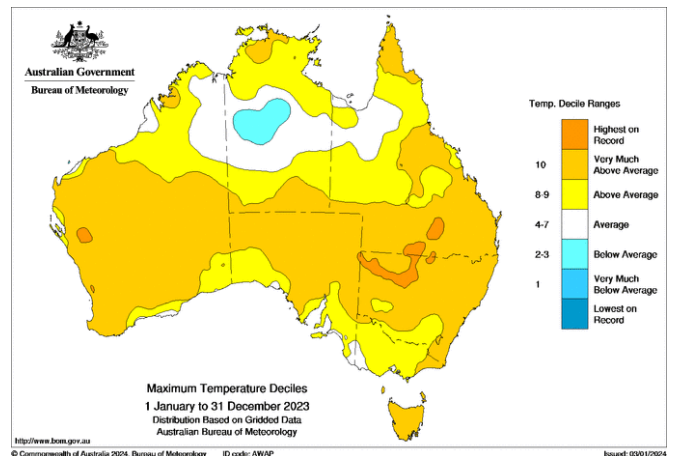 Australian Government
Bureau of Meteorology
Temp. Decile Ranges
Highest on
Record
10
Very Much
Above Average
8-9
Above Average
4-7
Average
2-3
Below Average
1
Very Much
Below Average
Lowest on
Record
Maximum Temperature Deciles
1 January to 31 December 2023
Distribution Based on Gridded Data
Australian Bureau of Meteorology
http://www.bom.gov.au
© Commonwealth of Australia 2024, Bureau of Meteorology
ID code: AWAP
Issued: 03/01/2024